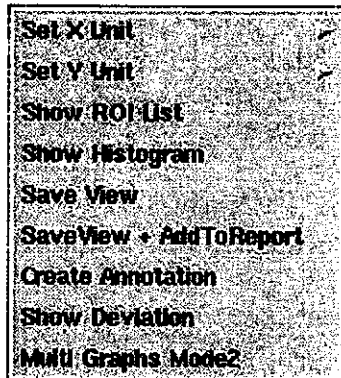 Set X Unit
Set Y Unit
Show ROI List
Show Histogram
Save View
SaveView + AddToReport
Create Annotation
Show Deviation
Multi Graphs Mode2